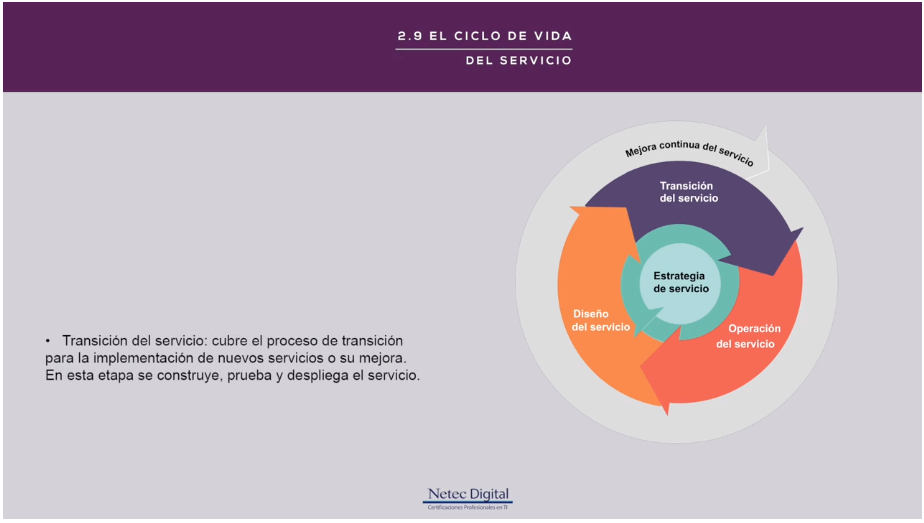 2.9 EL CICLO DE VIDA
DEL SERVICIO
Mejora continua del servicio
Transición
del servicio
Estrategia
de servicio
Diseño
del servicio
Operación
del servicio
• Transición del servicio: cubre el proceso de transición
para la implementación de nuevos servicios o su mejora.
En esta etapa se construye, prueba y despliega el servicio.
Netec Digital
Certificaciones Profesionales en TI